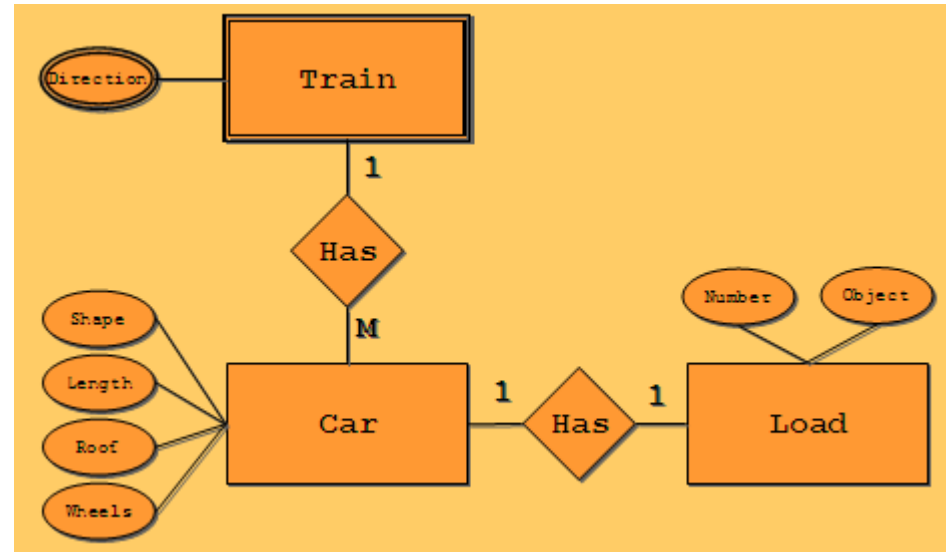 Direction
Train
1
Has
M
Shape
Length
Roof
Wheels
Car
1
Has
1
Number
Object
Load